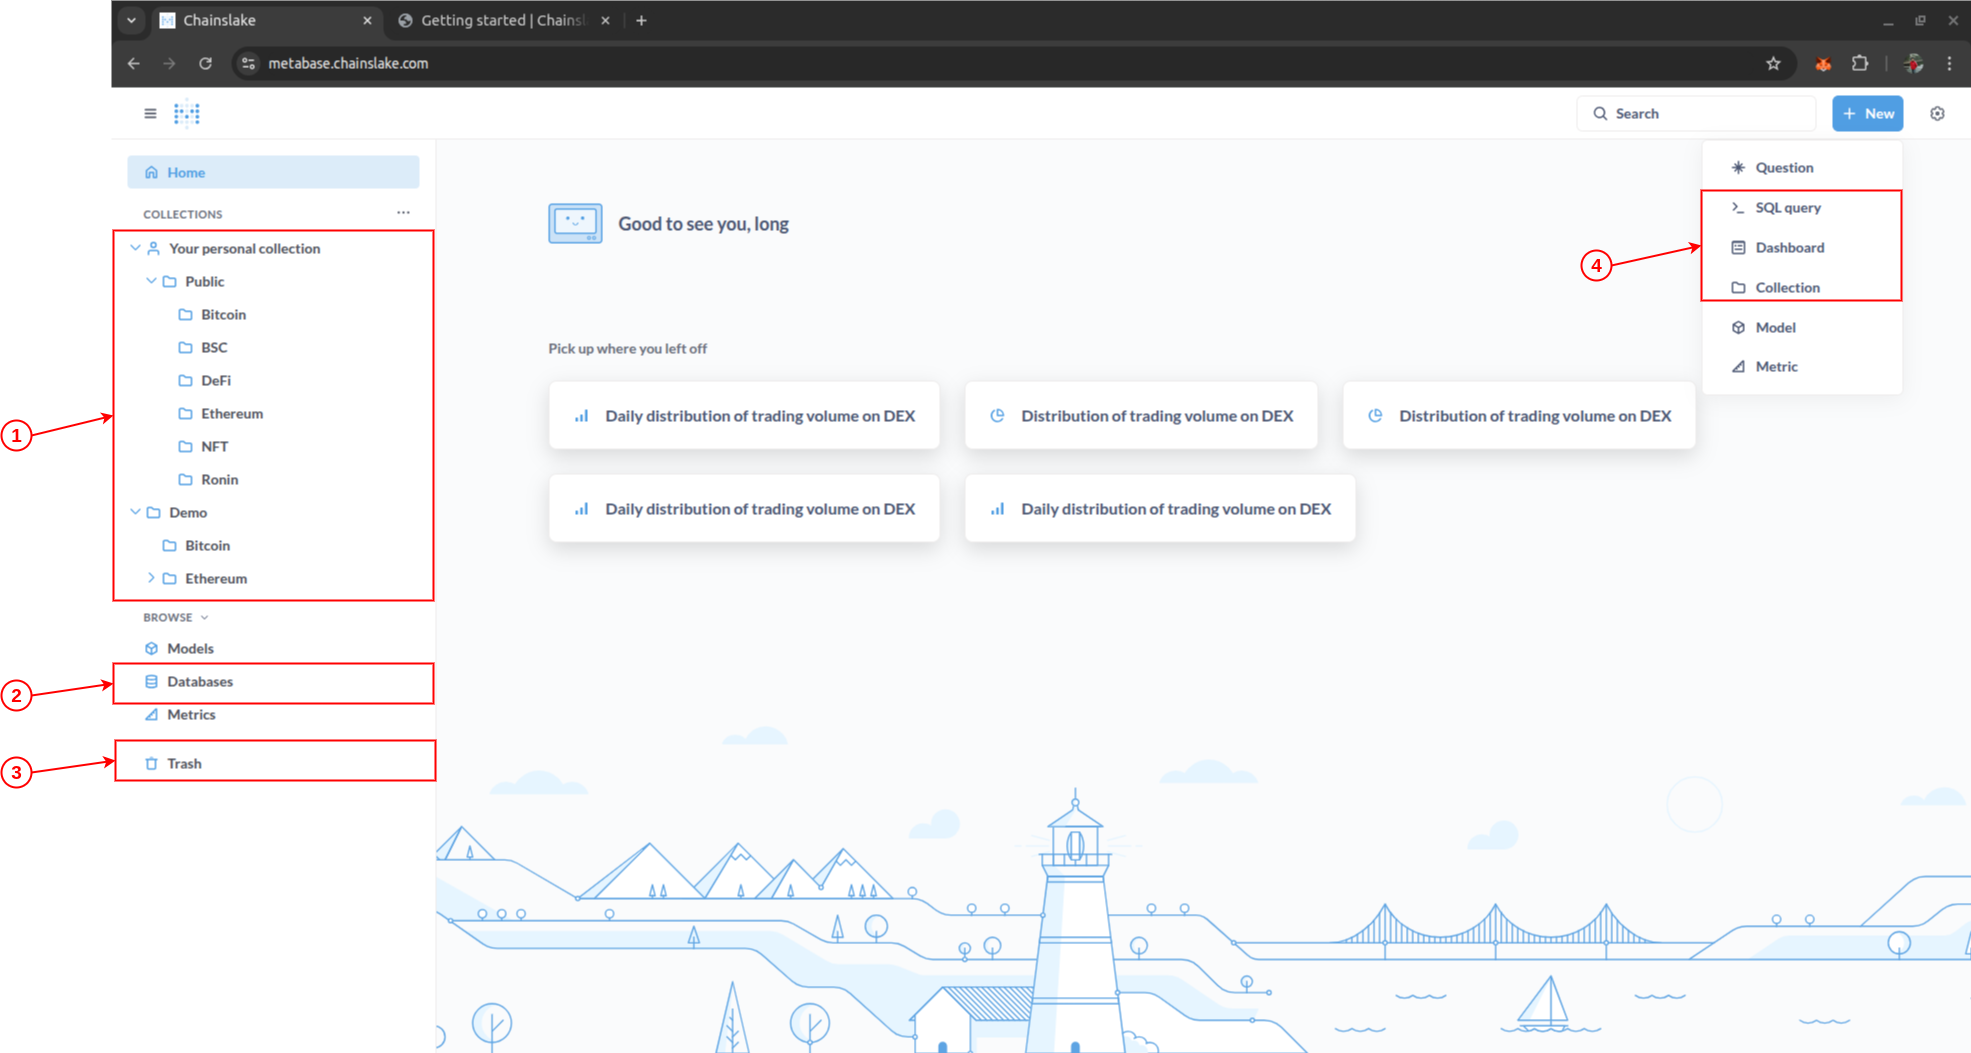 Chainslake
Getting started | Chainsl
metabase.chainslake.com
Search
+ New
Home
COLLECTIONS
Your personal collection
Public
Bitcoin
BSC
DeFi
Ethereum
NFT
Ronin
Demo
Bitcoin
Ethereum
BROWSE
Models
Databases
Metrics
Trash
1
2
3
Good to see you, long
Pick up where you left off
Daily distribution of trading volume on DEX
Distribution of trading volume on DEX
Distribution of trading volume on DEX
Daily distribution of trading volume on DEX
Daily distribution of trading volume on DEX
4
Question
SQL query
Dashboard
Collection
Model
Metric